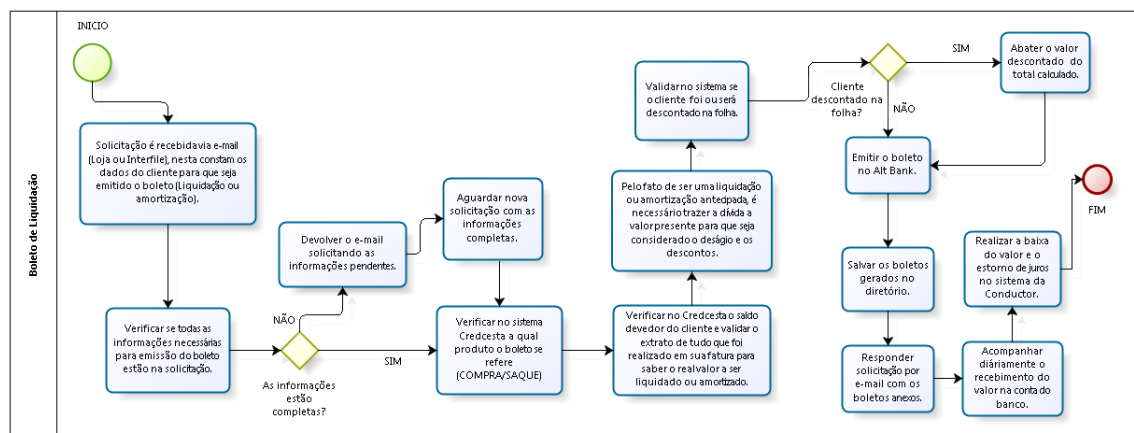 Boleto de Liquidação
INICIO
Solicitação é recebida via e-mail
(Loja ou Interfile), nesta constam os
dados do cliente para que seja
emitido o boleto (Liquidação ou
amortização).
Verificar se todas as
informações necessárias
para emissão do boleto
estão na solicitação.
As informações
estão
completas?
NÃO
Devolver o e-mail
solicitando as
informações pendentes.
Aguardar nova
solicitação com as
informações
completas.
SIM
Verificar no sistema
Credcesta a qual
produto o boleto se
refere
(COMPRA/SAQUE)
Verificar no Credcesta o saldo
devedor do cliente e validar o
extrato de tudo que foi
realizado em sua fatura para
saber o real valor a ser
liquidado ou amortizado.
Pelo fato de ser uma liquidação
ou amortização antecipada, é
necessário trazer a dívida a
valor presente para que seja
considerado o deságio e os
descontos.
Validar no sistema se
o cliente foi ou será
descontado na folha.
Cliente
descontado na
folha?
SIM
Abater o valor
descontado do
total calculado.
NÃO
Emitir o boleto
no Alt Bank.
Salvar os boletos
gerados no
diretório.
Responder
solicitação por
e-mail com os
boletos anexos.
Acompanhar
diáriamente o
recebimento do
valor na conta do
banco.
Realizar a baixa
do valor e o
estorno de juros
no sistema da
Conductor.
FIM